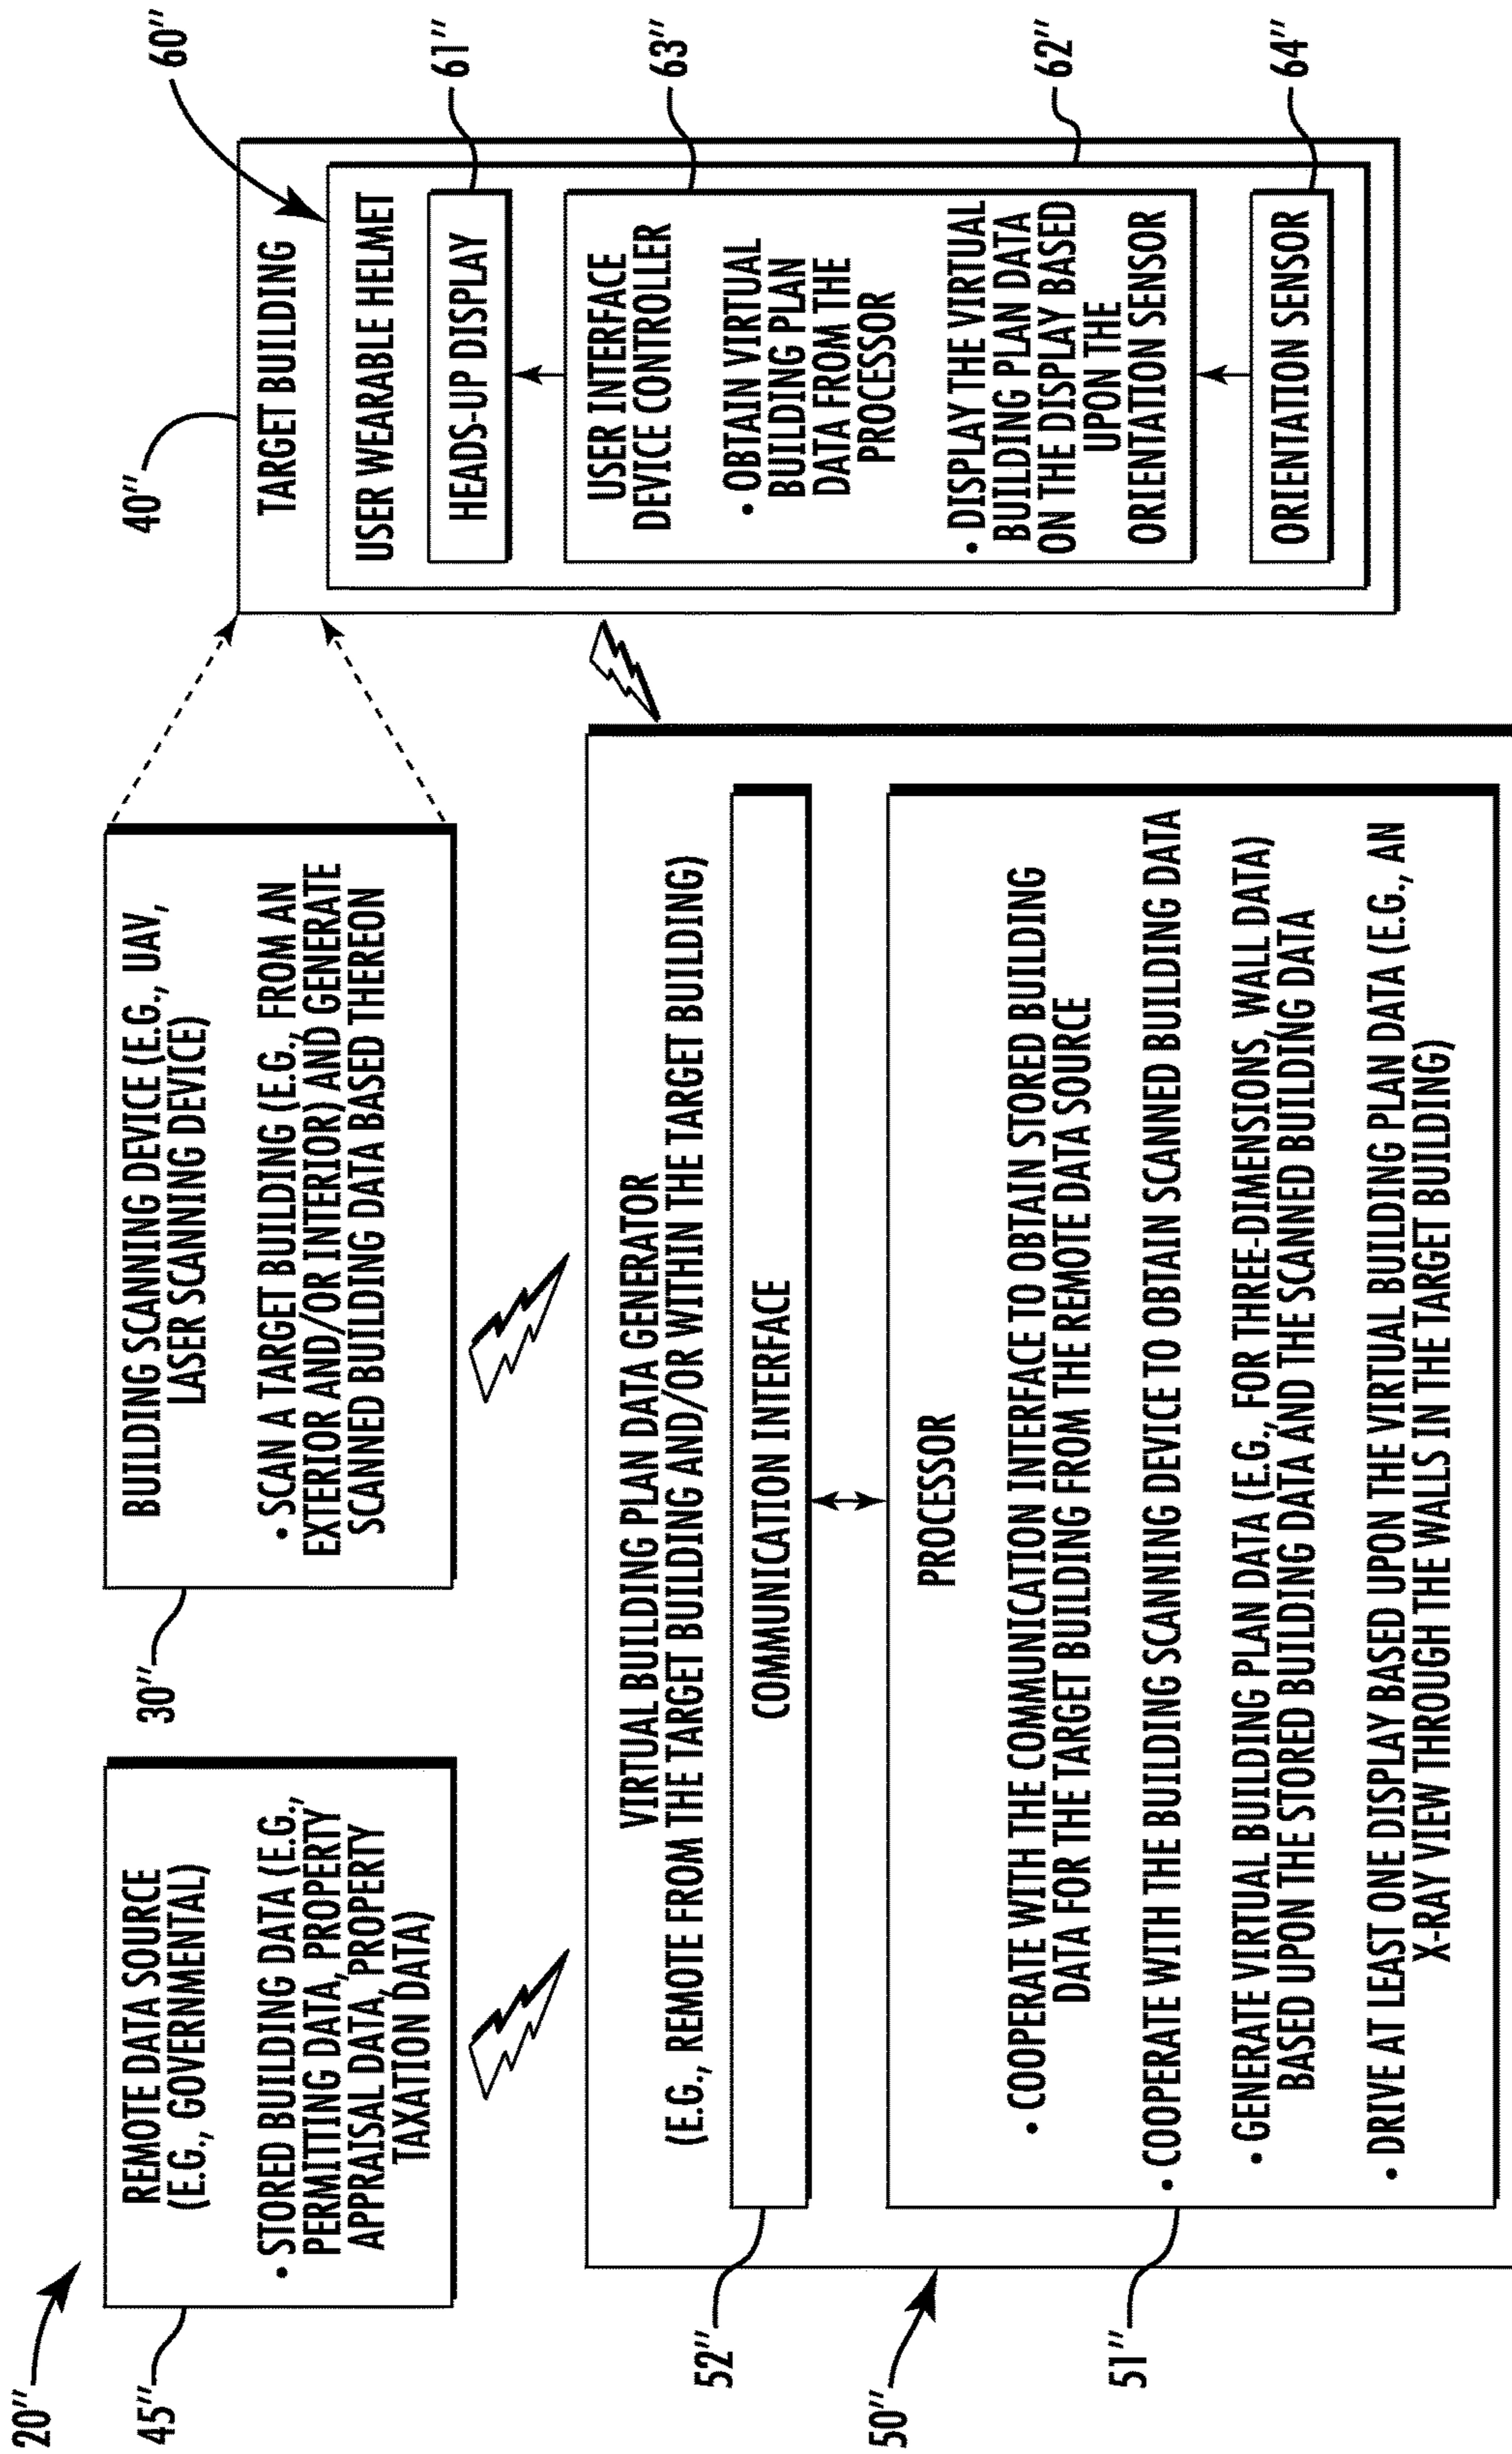 20″
45″
REMOTE DATA SOURCE
(E.G., GOVERNMENTAL)
• STORED BUILDING DATA (E.G.,
PERMITTING DATA, PROPERTY
APPRAISAL DATA, PROPERTY
TAXATION DATA)
30″
BUILDING SCANNING DEVICE (E.G., UAV,
LASER SCANNING DEVICE)
• SCAN A TARGET BUILDING (E.G., FROM AN
EXTERIOR AND/OR INTERIOR) AND GENERATE
SCANNED BUILDING DATA BASED THEREON
40″
TARGET BUILDING
60″
USER WEARABLE HELMET
61″
HEADS-UP DISPLAY
63″
USER INTERFACE
DEVICE CONTROLLER
• OBTAIN VIRTUAL
BUILDING PLAN
DATA FROM THE
PROCESSOR
• DISPLAY THE VIRTUAL
BUILDING PLAN DATA
ON THE DISPLAY BASED
UPON THE
ORIENTATION SENSOR
62″
ORIENTATION SENSOR
64″
50″
VIRTUAL BUILDING PLAN DATA GENERATOR
(E.G., REMOTE FROM THE TARGET BUILDING AND/OR WITHIN THE TARGET BUILDING)
52″
COMMUNICATION INTERFACE
51″
PROCESSOR
• COOPERATE WITH THE COMMUNICATION INTERFACE TO OBTAIN STORED BUILDING
DATA FOR THE TARGET BUILDING FROM THE REMOTE DATA SOURCE
• COOPERATE WITH THE BUILDING SCANNING DEVICE TO OBTAIN SCANNED BUILDING DATA
• GENERATE VIRTUAL BUILDING PLAN DATA (E.G., FOR THREE-DIMENSIONS, WALL DATA)
BASED UPON THE STORED BUILDING DATA AND THE SCANNED BUILDING DATA
• DRIVE AT LEAST ONE DISPLAY BASED UPON THE VIRTUAL BUILDING PLAN DATA (E.G., AN
X-RAY VIEW THROUGH THE WALLS IN THE TARGET BUILDING)